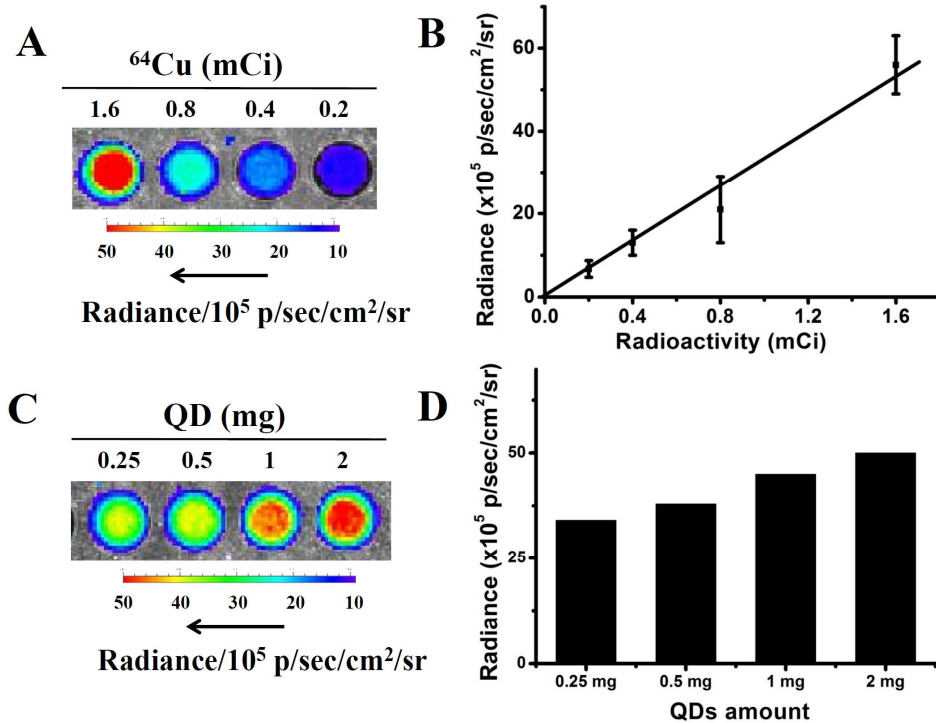 A
⁶⁴Cu (mCi)
1.6 0.8 0.4 0.2
50 40 30 20 10
Radiance/10⁵ p/sec/cm²/sr
B
Radiance (x10⁵ p/sec/cm²/sr)
60
40
20
0
0.0 0.4 0.8 1.2 1.6
Radioactivity (mCi)
C
QD (mg)
0.25 0.5 1 2
50 40 30 20 10
Radiance/10⁵ p/sec/cm²/sr
D
Radiance (x10⁵ p/sec/cm²/sr)
50
25
0
0.25 mg 0.5 mg 1 mg 2 mg
QDs amount